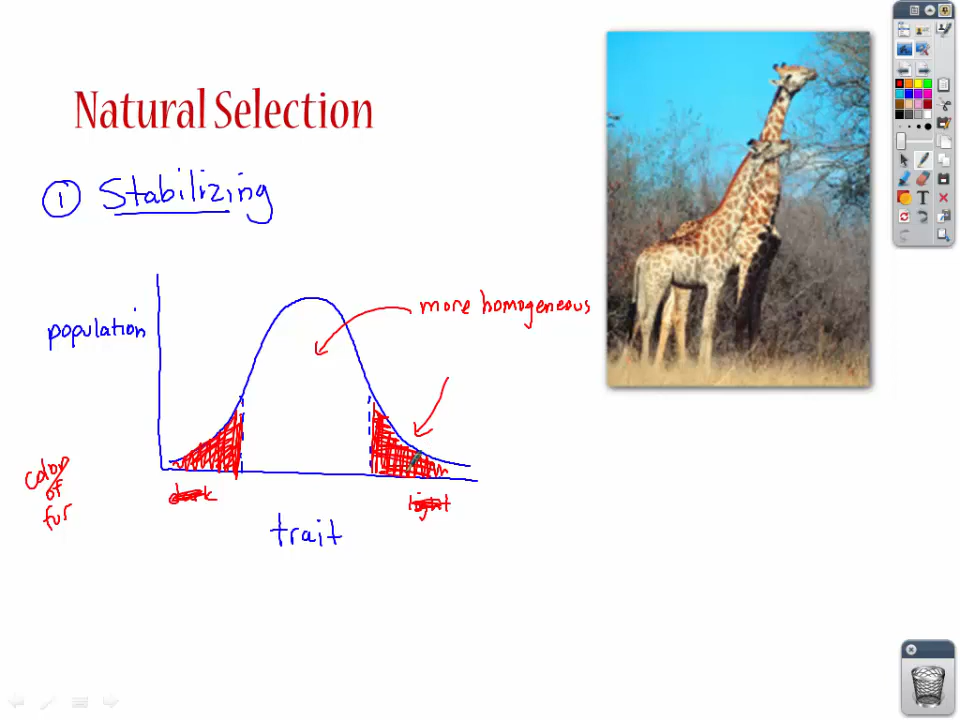 Natural Selection
① Stabilizing
more homogeneous
population
color
of
fur
dark
light
trait